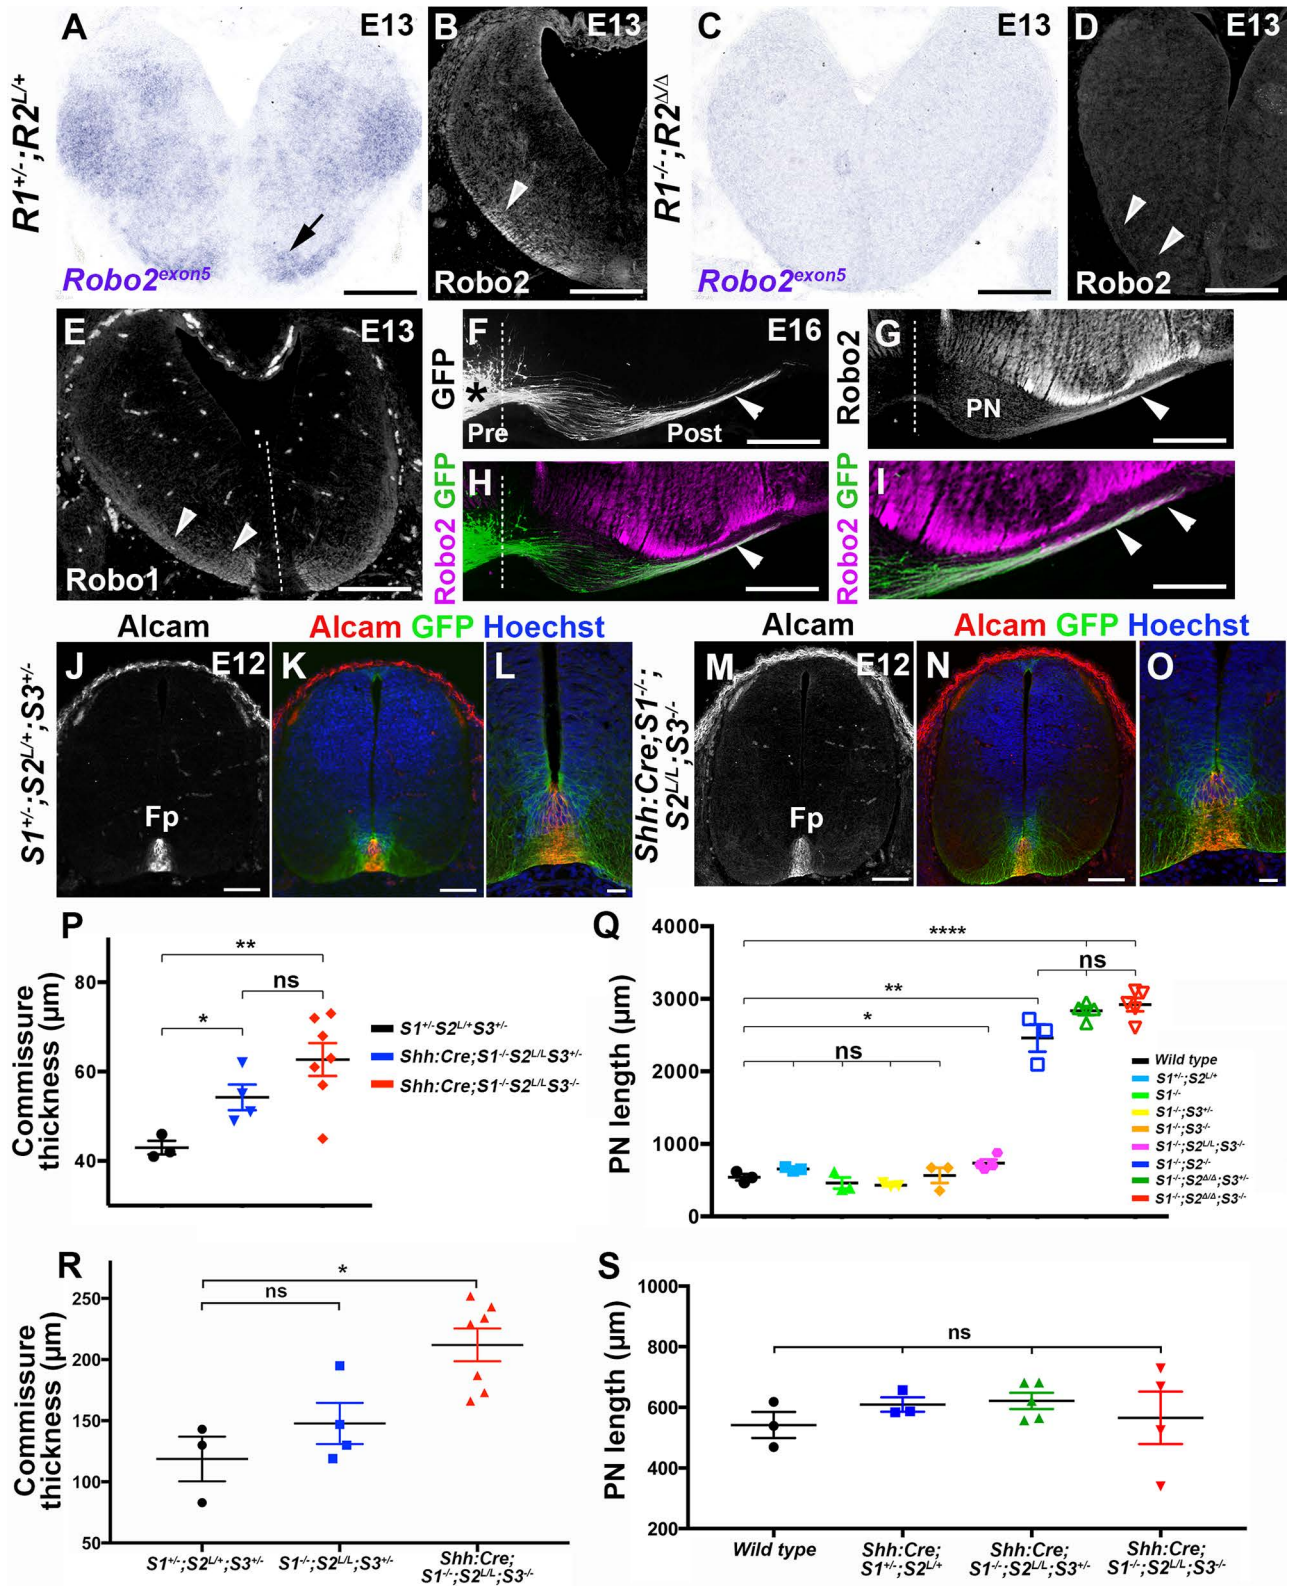 A E13
R1+/-;R2L/+
Robo2exon5
B E13
Robo2
C E13
R1-/-;R2Δ/Δ
Robo2exon5
D E13
Robo2
E E13
Robo1
F E16
GFP
*
Pre Post
G
Robo2
PN
H
Robo2 GFP
I
Robo2 GFP
Alcam
Alcam GFP Hoechst
S1+/-;S2L/+;S3+/-
J E12
Fp
K
L
Alcam
Alcam GFP Hoechst
Shh:Cre;S1-/-;
S2L/L;S3-/-
M E12
Fp
N
O
P
Commissure
thickness (µm)
80
60
40
**
ns
*
S1+/-S2L/+S3+/-
Shh:Cre;S1-/-S2L/LS3+/-
Shh:Cre;S1-/-S2L/LS3-/-
Q
PN length (µm)
4000
3000
2000
1000
0
****
ns
**
*
ns
Wild type
S1+/-;S2L/+
S1-/-
S1-/-;S3+/-
S1-/-;S3-/-
S1-/-;S2L/L;S3-/-
S1-/-;S2-/-
S1-/-;S2Δ/Δ;S3+/-
S1-/-;S2Δ/Δ;S3-/-
R
Commissure
thickness (µm)
250
200
150
100
50
*
ns
S1+/-;S2L/+;S3+/-
S1-/-;S2L/L;S3+/-
Shh:Cre;
S1-/-;S2L/L;S3-/-
S
PN length (µm)
1000
800
600
400
200
ns
Wild type
Shh:Cre;
S1+/-;S2L/+
Shh:Cre;
S1-/-;S2L/L;S3+/-
Shh:Cre;
S1-/-;S2L/L;S3-/-